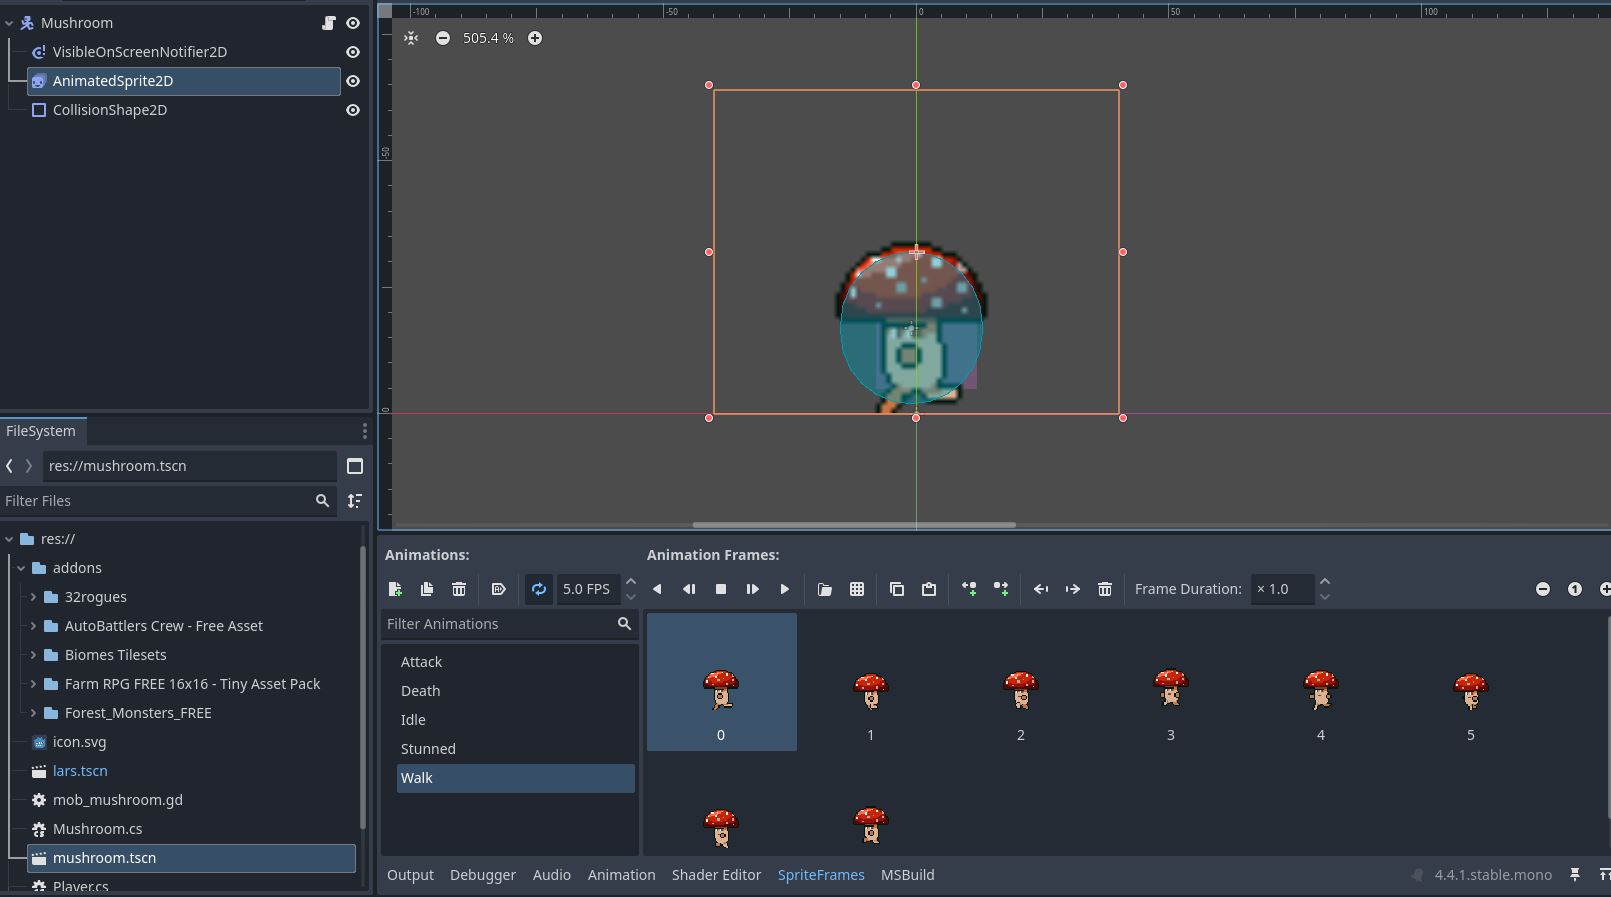 Mushroom
VisibleOnScreenNotifier2D
AnimatedSprite2D
CollisionShape2D
FileSystem
res://mushroom.tscn
Filter Files
res://
addons
32rogues
AutoBattlers Crew - Free Asset
Biomes Tilesets
Farm RPG FREE 16x16 - Tiny Asset Pack
Forest_Monsters_FREE
icon.svg
lars.tscn
mob_mushroom.gd
Mushroom.cs
mushroom.tscn
Player.cs
-100
-50
0
50
100
505.4 %
-50
0
Animations:
5.0 FPS
Filter Animations
Attack
Death
Idle
Stunned
Walk
Animation Frames:
Frame Duration:
× 1.0
1
0
1
2
3
4
5
Output
Debugger
Audio
Animation
Shader Editor
SpriteFrames
MSBuild
4.4.1.stable.mono